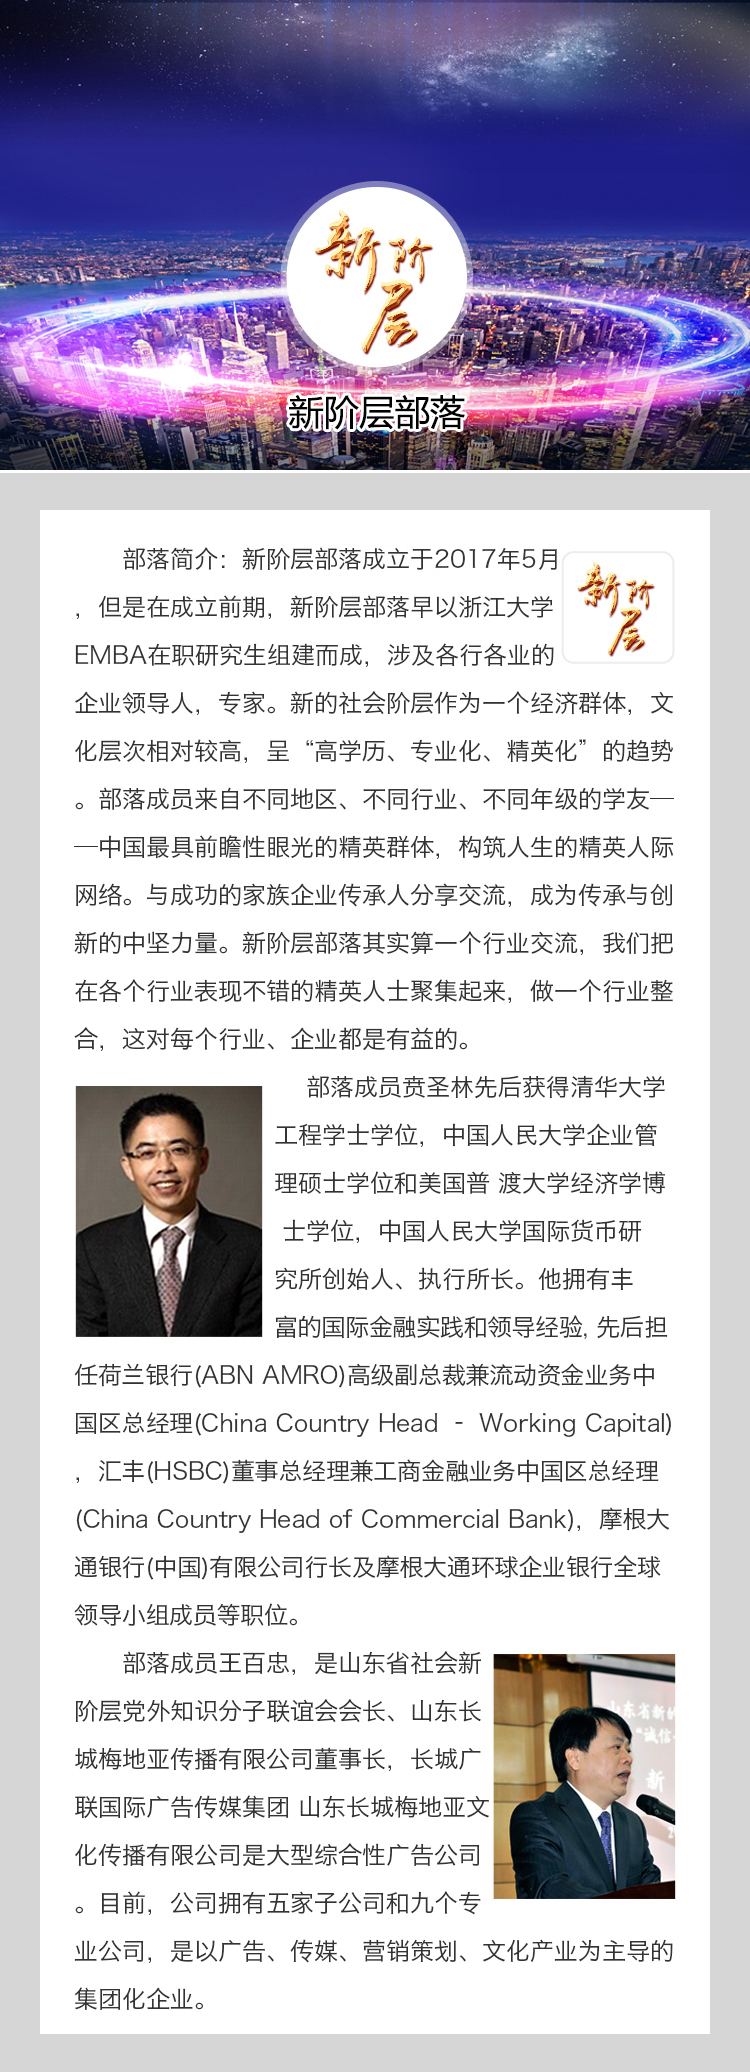 新阶
层
新阶层部落
部落简介：新阶层部落成立于2017年5月
，但是在成立前期，新阶层部落早以浙江大学
EMBA在职研究生组建而成，涉及各行各业的
新阶
层
企业领导人，专家。新的社会阶层作为一个经济群体，文
化层次相对较高，呈“高学历、专业化、精英化”的趋势
。部落成员来自不同地区、不同行业、不同年级的学友—
—中国最具前瞻性眼光的精英群体，构筑人生的精英人际
网络。与成功的家族企业传承人分享交流，成为传承与创
新的中坚力量。新阶层部落其实算一个行业交流，我们把
在各个行业表现不错的精英人士聚集起来，做一个行业整
合，这对每个行业、企业都是有益的。
部落成员贲圣林先后获得清华大学
工程学士学位，中国人民大学企业管
理硕士学位和美国普 渡大学经济学博
士学位，中国人民大学国际货币研
究所创始人、执行所长。他拥有丰
富的国际金融实践和领导经验, 先后担
任荷兰银行(ABN AMRO)高级副总裁兼流动资金业务中
国区总经理(China Country Head - Working Capital)
，汇丰(HSBC)董事总经理兼工商金融业务中国区总经理
(China Country Head of Commercial Bank)，摩根大
通银行(中国)有限公司行长及摩根大通环球企业银行全球
领导小组成员等职位。
部落成员王百忠，是山东省社会新
阶层党外知识分子联谊会会长、山东长
城梅地亚传播有限公司董事长，长城广
联国际广告传媒集团 山东长城梅地亚文
化传播有限公司是大型综合性广告公司
。目前，公司拥有五家子公司和九个专
业公司，是以广告、传媒、营销策划、文化产业为主导的
集团化企业。
山东省新的
“诚信
新